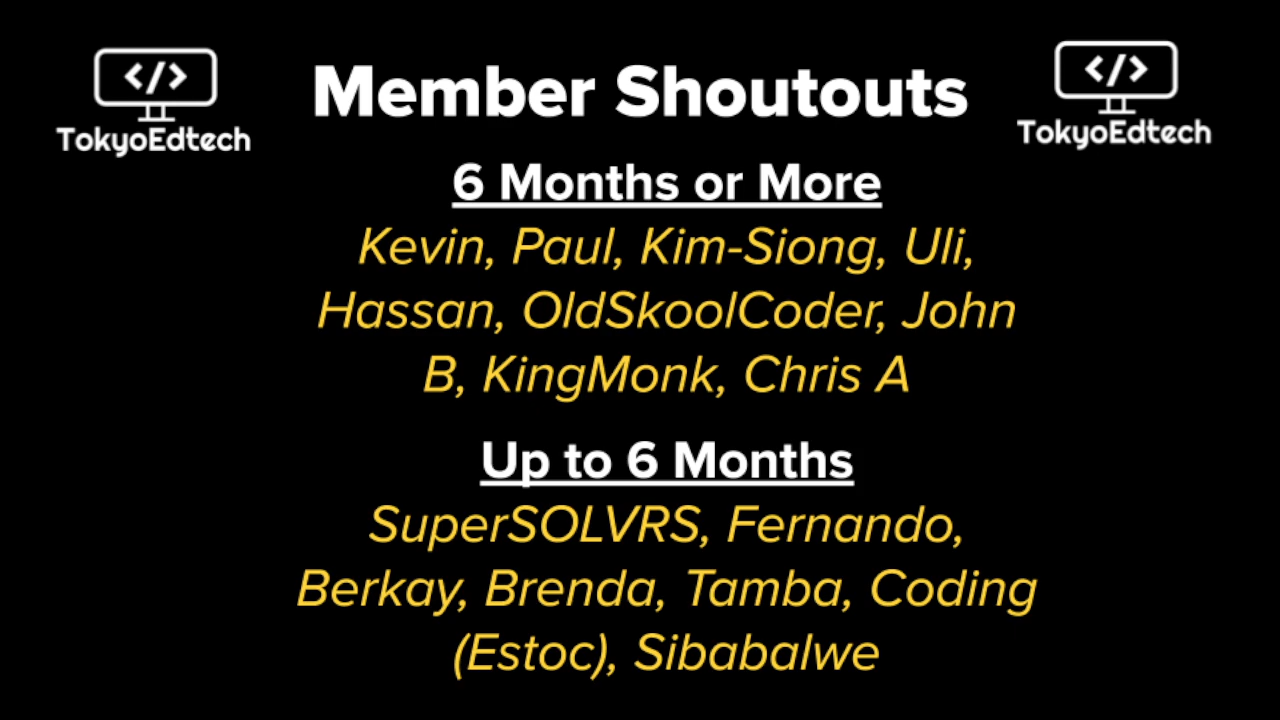 </>
TokyoEdtech
Member Shoutouts
</>
TokyoEdtech
6 Months or More
Kevin, Paul, Kim-Siong, Uli,
Hassan, OldSkoolCoder, John
B, KingMonk, Chris A
Up to 6 Months
SuperSOLVRS, Fernando,
Berkay, Brenda, Tamba, Coding
(Estoc), Sibabalwe